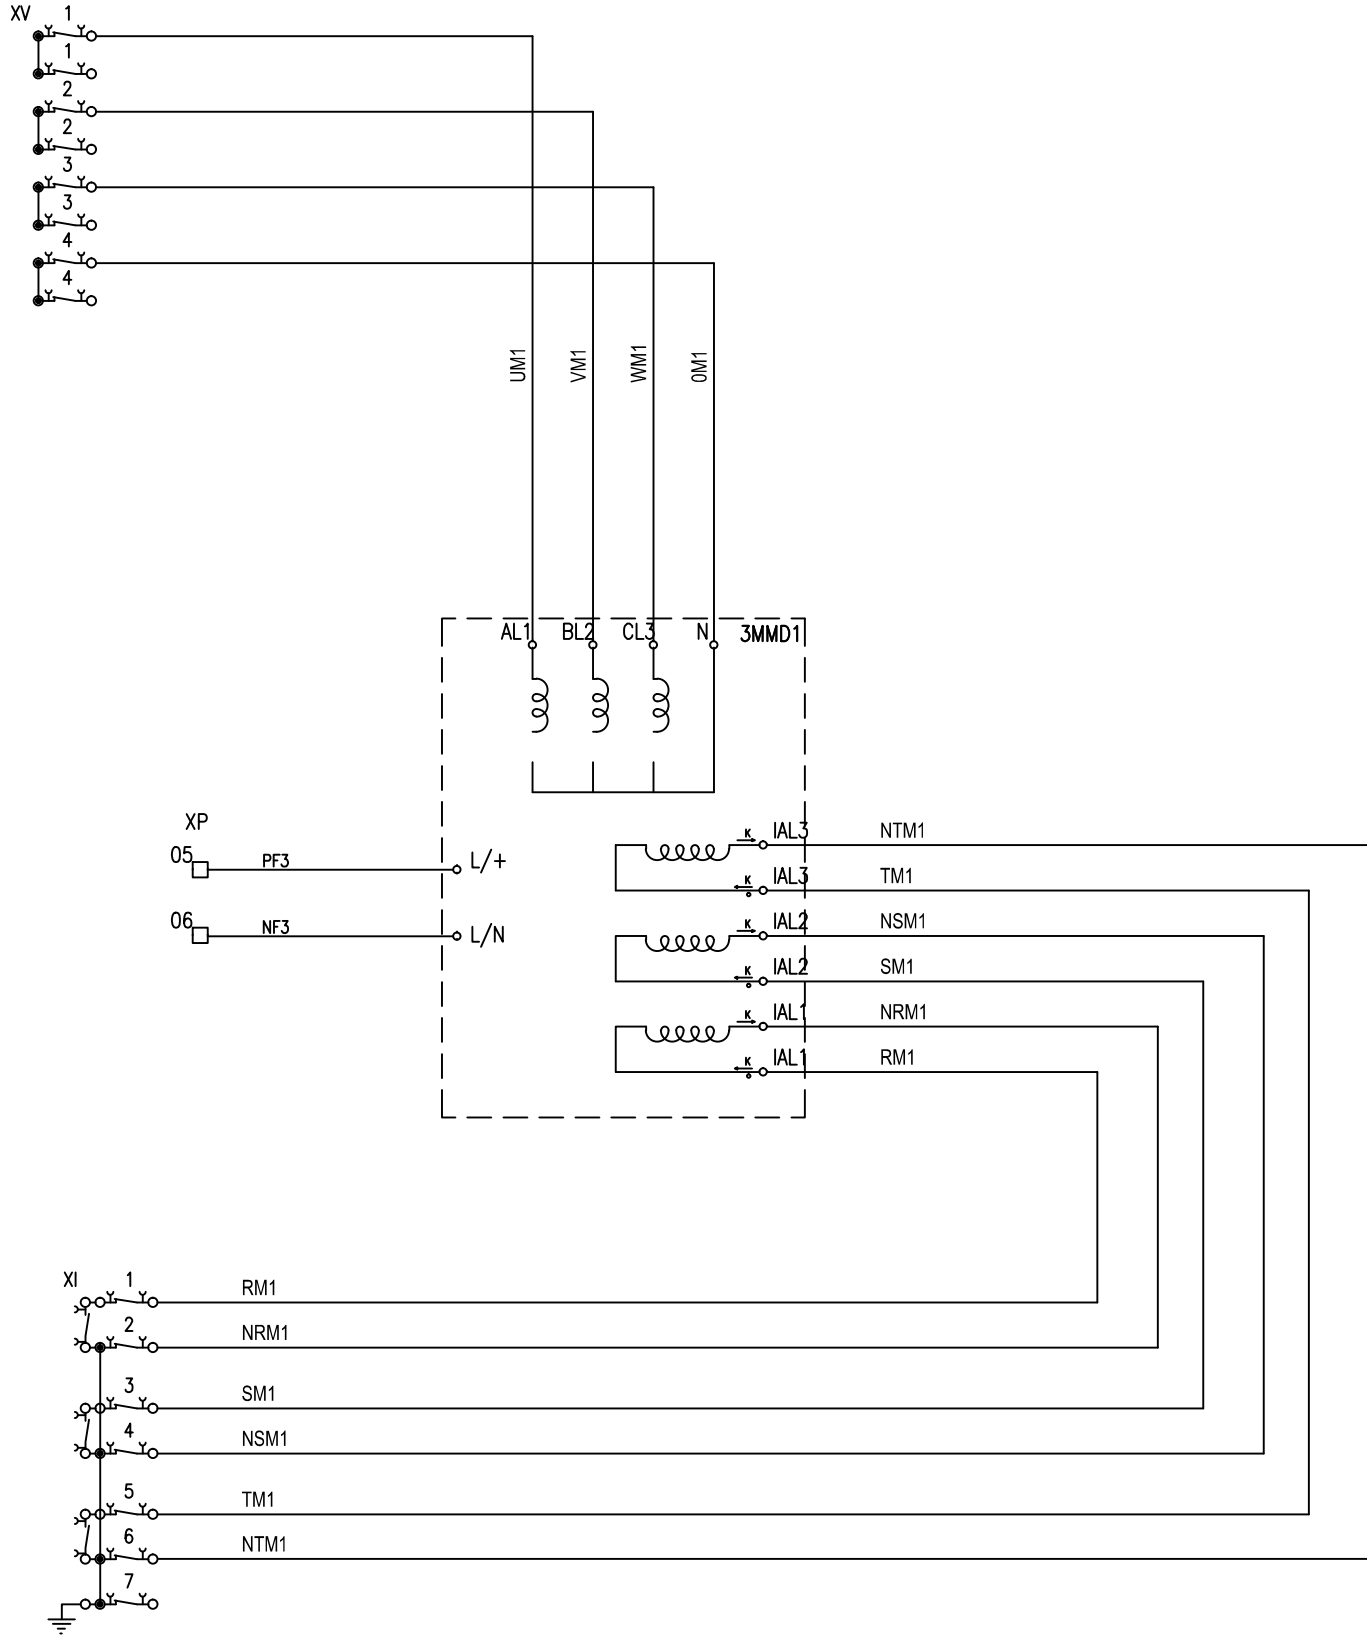 XV 1
1
2
2
3
3
4
4
UM1 VM1 WM1 0M1
AL1 BL2 CL3 N 3MMD1
XP
05 PF3 L/+
06 NF3 L/N
K IAL3 NTM1
K IAL3 TM1
K IAL2 NSM1
K IAL2 SM1
K IAL1 NRM1
K IAL1 RM1
XI 1 RM1
2 NRM1
3 SM1
4 NSM1
5 TM1
6 NTM1
7